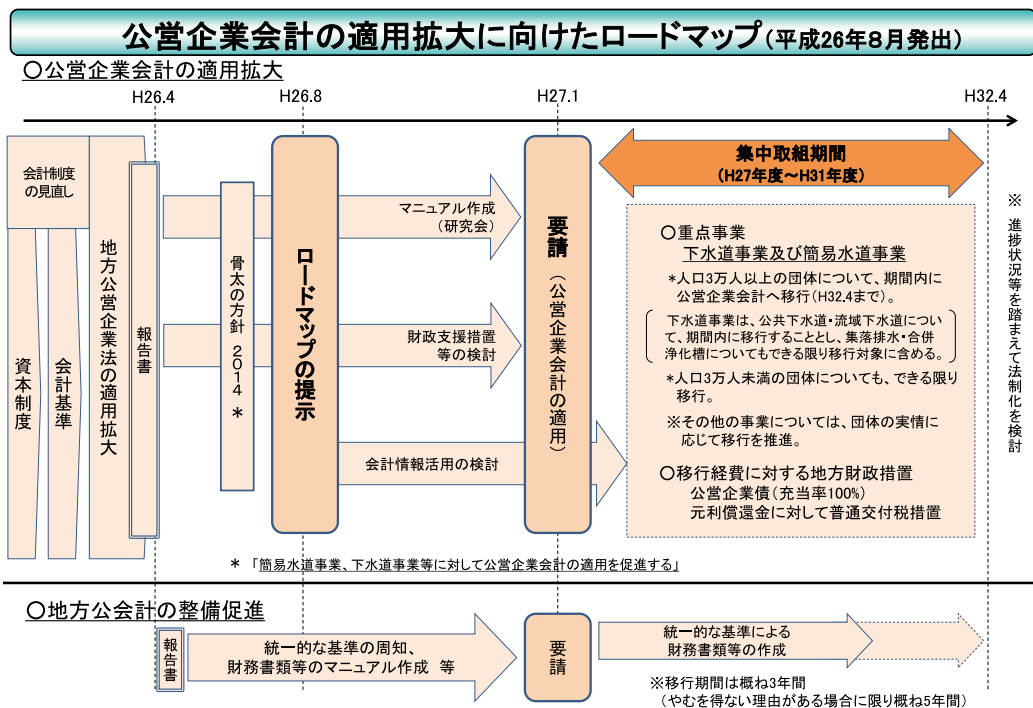 公営企業会計の適用拡大に向けたロードマップ(平成26年8月発出)
〇公営企業会計の適用拡大
H26.4
H26.8
H27.1
H32.4
会計制度
の見直し
資本制度
会計基準
地方公営企業法の適用拡大
報告書
骨太の方針 2014 *
ロードマップの提示
マニュアル作成
(研究会)
財政支援措置
等の検討
会計情報活用の検討
要請(公営企業会計の適用)
集中取組期間
(H27年度~H31年度)
〇重点事業
下水道事業及び簡易水道事業
*人口3万人以上の団体について、期間内に
公営企業会計へ移行(H32.4まで)。
下水道事業は、公共下水道・流域下水道につい
て、期間内に移行することとし、集落排水・合併
浄化槽についてもできる限り移行対象に含める。
*人口3万人未満の団体についても、できる限り
移行。
※その他の事業については、団体の実情に
応じて移行を推進。
〇移行経費に対する地方財政措置
公営企業債(充当率100%)
元利償還金に対して普通交付税措置
※ 進捗状況等を踏まえて法制化を検討
* 「簡易水道事業、下水道事業等に対して公営企業会計の適用を促進する」
〇地方公会計の整備促進
報告書
統一的な基準の周知、
財務書類等のマニュアル作成 等
要請
統一的な基準による
財務書類等の作成
※移行期間は概ね3年間
(やむを得ない理由がある場合に限り概ね5年間)